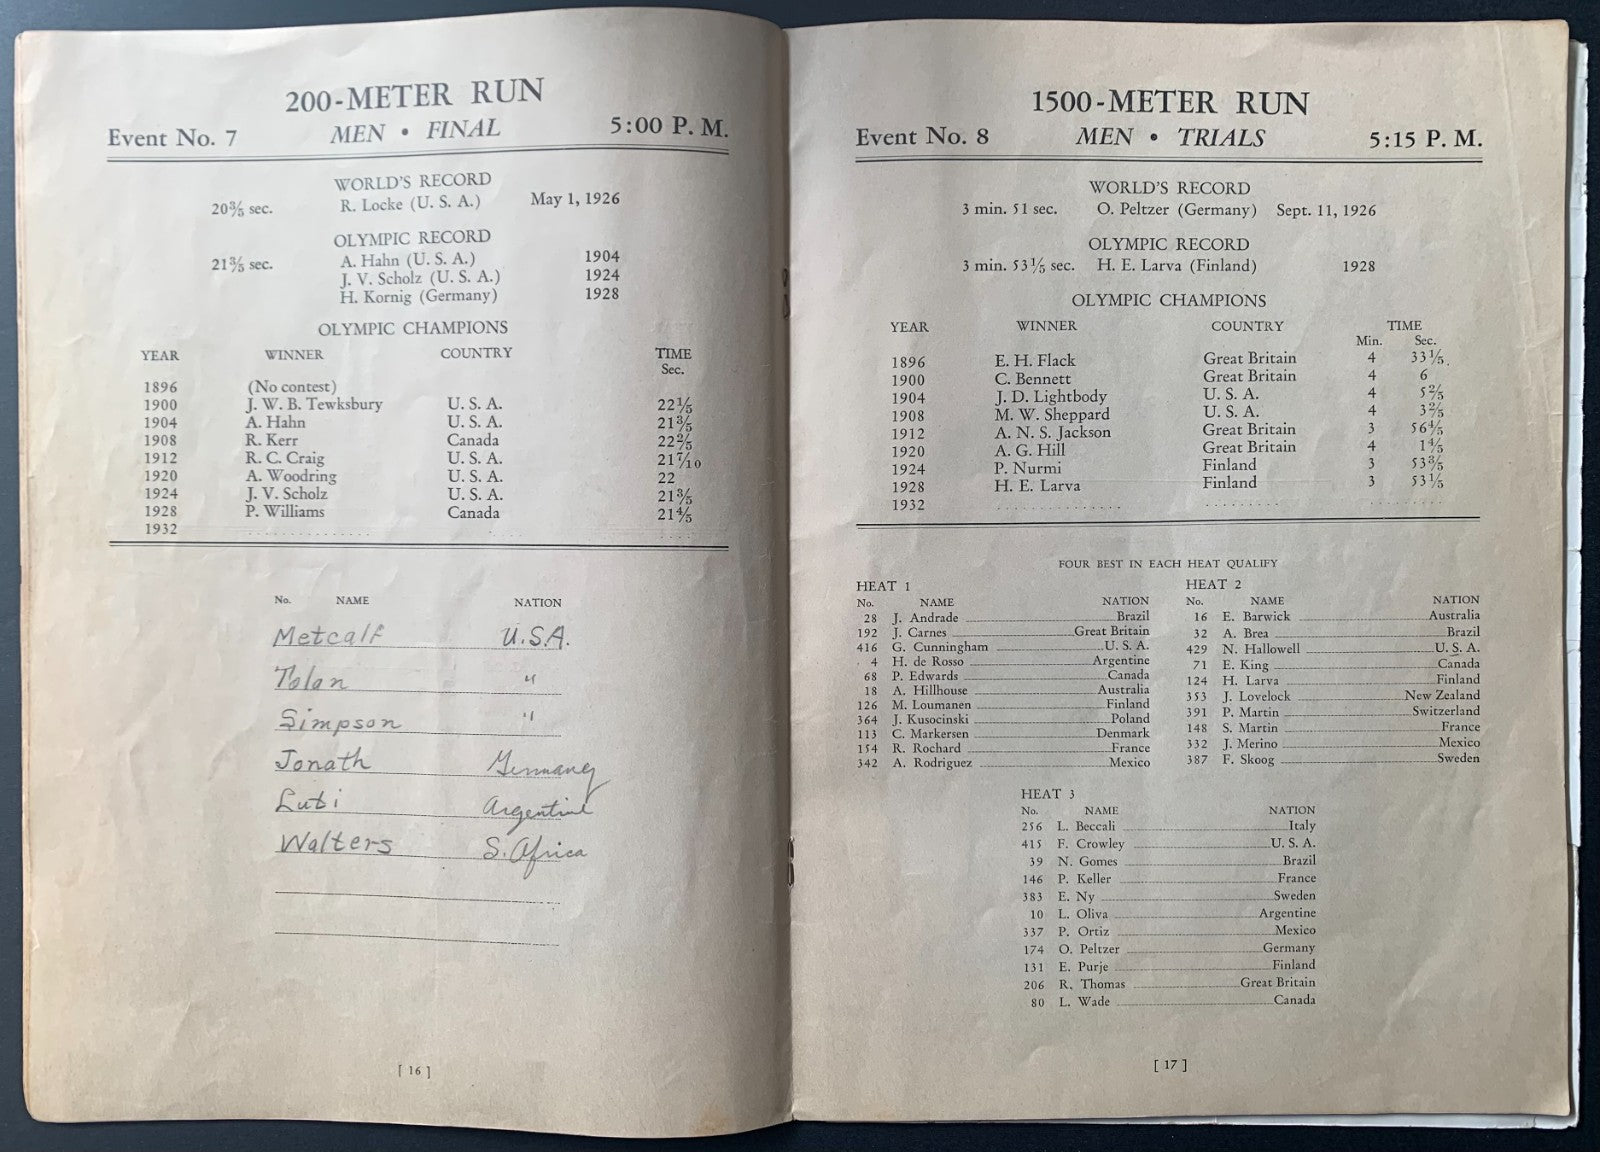 200-METER RUN
Event No. 7 MEN • FINAL 5:00 P. M.
WORLD'S RECORD
20⅗ sec. R. Locke (U. S. A.) May 1, 1926
OLYMPIC RECORD
21⅗ sec. A. Hahn (U. S. A.) 1904
J. V. Scholz (U. S. A.) 1924
H. Kornig (Germany) 1928
OLYMPIC CHAMPIONS
YEAR WINNER COUNTRY TIME
Sec.
1896 (No contest)
1900 J. W. B. Tewksbury U. S. A. 22⅕
1904 A. Hahn U. S. A. 21⅗
1908 R. Kerr Canada 22⅖
1912 R. C. Craig U. S. A. 21 7/10
1920 A. Woodring U. S. A. 22
1924 J. V. Scholz U. S. A. 21⅗
1928 P. Williams Canada 21⅘
1932
No. NAME NATION
Metcalf U.S.A.
Tolan "
Simpson "
Jonath Germany
Luti Argentine
Walters S. Africa
[ 16 ]
1500-METER RUN
Event No. 8 MEN • TRIALS 5:15 P. M.
WORLD'S RECORD
3 min. 51 sec. O. Peltzer (Germany) Sept. 11, 1926
OLYMPIC RECORD
3 min. 53⅕ sec. H. E. Larva (Finland) 1928
OLYMPIC CHAMPIONS
YEAR WINNER COUNTRY TIME
Min. Sec.
1896 E. H. Flack Great Britain 4 33⅕
1900 C. Bennett Great Britain 4 6
1904 J. D. Lightbody U. S. A. 4 5⅖
1908 M. W. Sheppard U. S. A. 4 3⅖
1912 A. N. S. Jackson Great Britain 3 56⅘
1920 A. G. Hill Great Britain 4 1⅘
1924 P. Nurmi Finland 3 53⅗
1928 H. E. Larva Finland 3 53⅕
1932
FOUR BEST IN EACH HEAT QUALIFY
HEAT 1
No. NAME NATION
28 J. Andrade Brazil
192 J. Carnes Great Britain
416 G. Cunningham U. S. A.
4 H. de Rosso Argentine
68 P. Edwards Canada
18 A. Hillhouse Australia
126 M. Loumanen Finland
364 J. Kusocinski Poland
113 C. Markersen Denmark
154 R. Rochard France
342 A. Rodriguez Mexico
HEAT 2
No. NAME NATION
16 E. Barwick Australia
32 A. Brea Brazil
429 N. Hallowell U. S. A.
71 E. King Canada
124 H. Larva Finland
353 J. Lovelock New Zealand
391 P. Martin Switzerland
148 S. Martin France
332 J. Merino Mexico
387 F. Skoog Sweden
HEAT 3
No. NAME NATION
256 L. Beccali Italy
415 F. Crowley U. S. A.
39 N. Gomes Brazil
146 P. Keller France
383 E. Ny Sweden
10 L. Oliva Argentine
337 P. Ortiz Mexico
174 O. Peltzer Germany
131 E. Purje Finland
206 R. Thomas Great Britain
80 L. Wade Canada
[ 17 ]